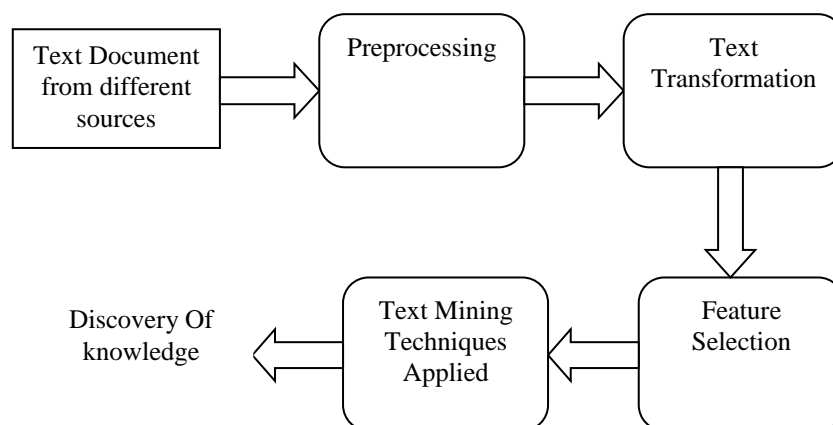 Text Document
from different
sources
Preprocessing
Text
Transformation
Feature
Selection
Text Mining
Techniques
Applied
Discovery Of
knowledge